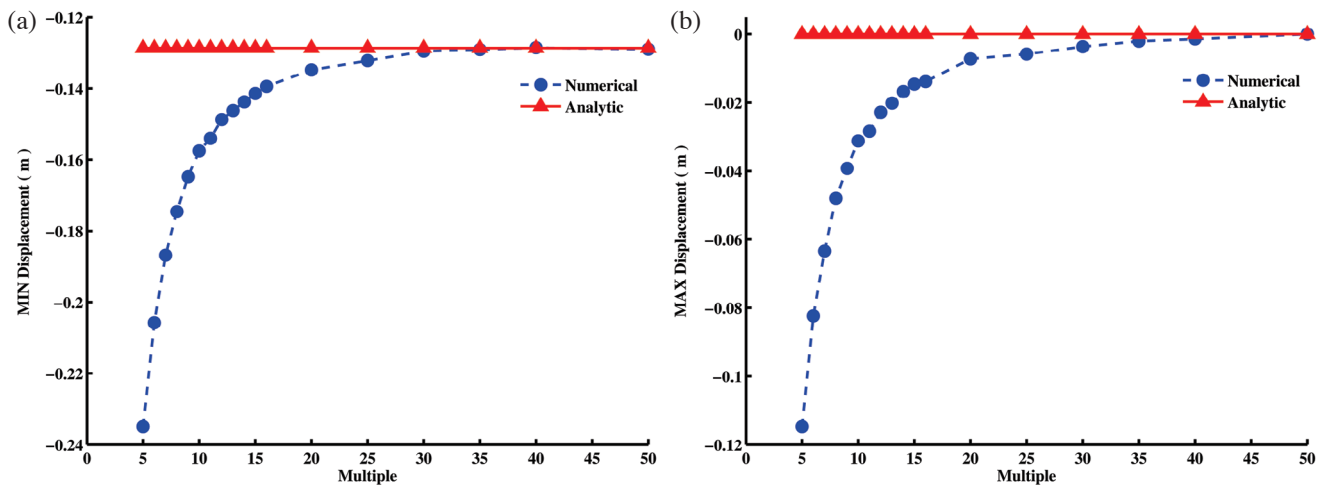 (a)
MIN Displacement ( m )
−0.12
−0.14
−0.16
−0.18
−0.2
−0.22
−0.24
0 5 10 15 20 25 30 35 40 45 50
Multiple
Numerical
Analytic
(b)
MAX Displacement ( m )
0
−0.02
−0.04
−0.06
−0.08
−0.1
−0.12
0 5 10 15 20 25 30 35 40 45 50
Multiple
Numerical
Analytic